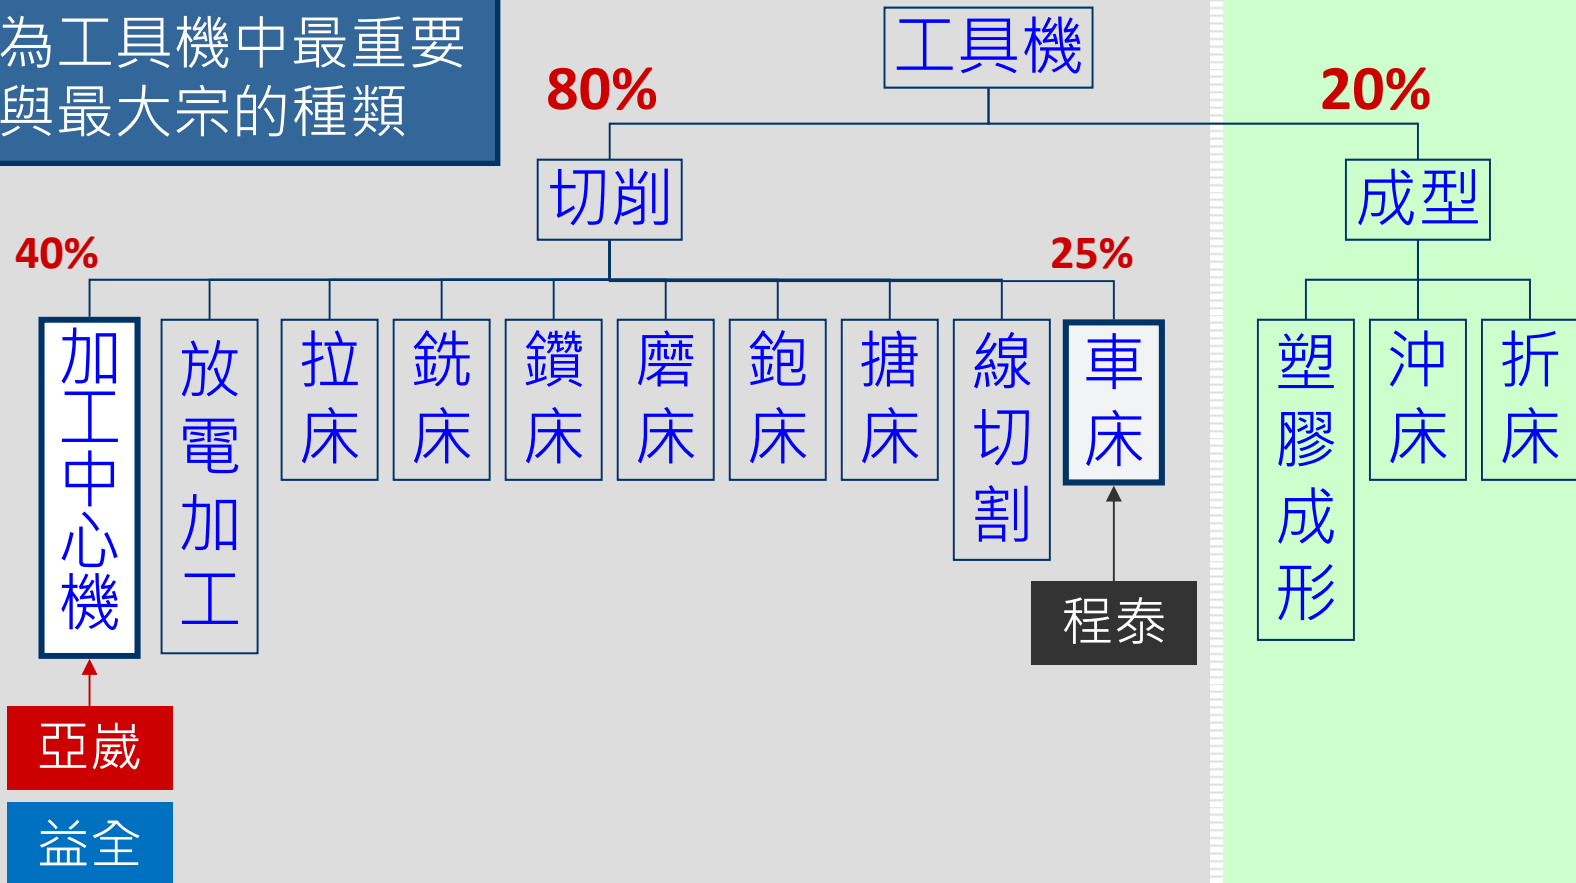 為工具機中最重要
與最大宗的種類
工具機
80%
20%
切削
成型
40%
25%
加工中心機
放電加工
拉床
銑床
鑽床
磨床
鉋床
搪床
線切割
車床
塑膠成形
沖床
折床
程泰
亞崴
益全